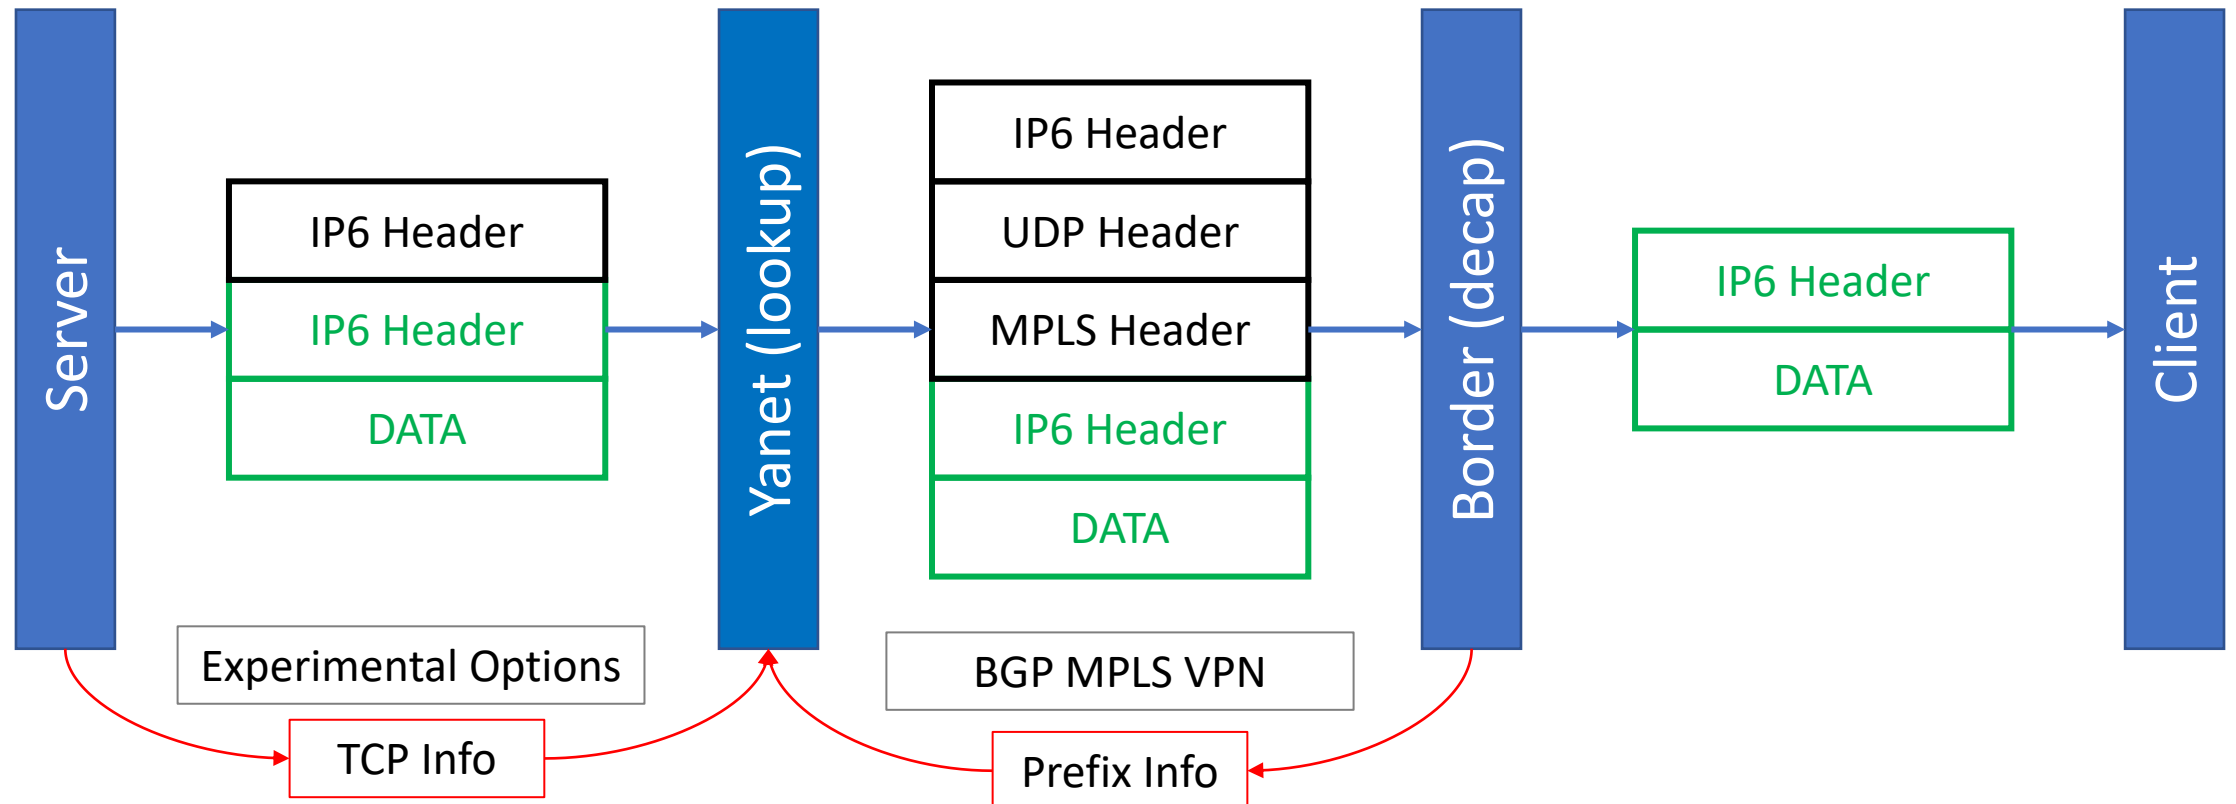 Server
IP6 Header
IP6 Header
DATA
Experimental Options
TCP Info
Yanet (lookup)
IP6 Header
UDP Header
MPLS Header
IP6 Header
DATA
BGP MPLS VPN
Prefix Info
Border (decap)
IP6 Header
DATA
Client